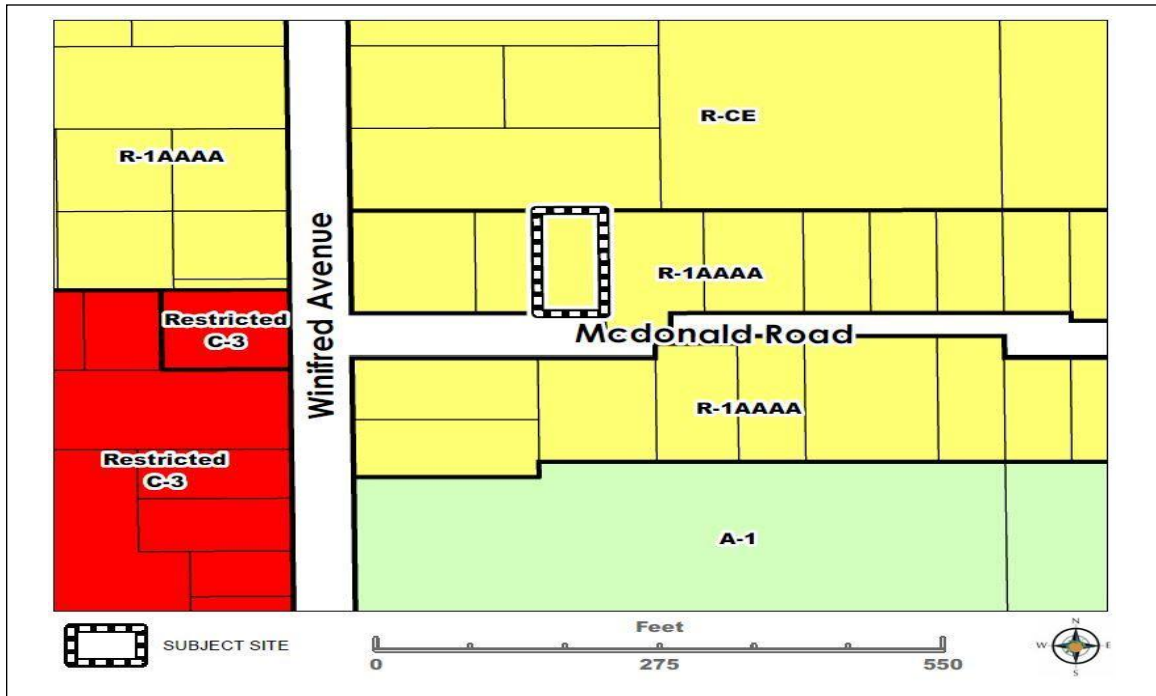 R-CE
R-1AAAA
Winifred Avenue
R-1AAAA
Restricted
C-3
Mcdonald Road
R-1AAAA
Restricted
C-3
A-1
SUBJECT SITE
Feet
0
275
550
N
W
E
S